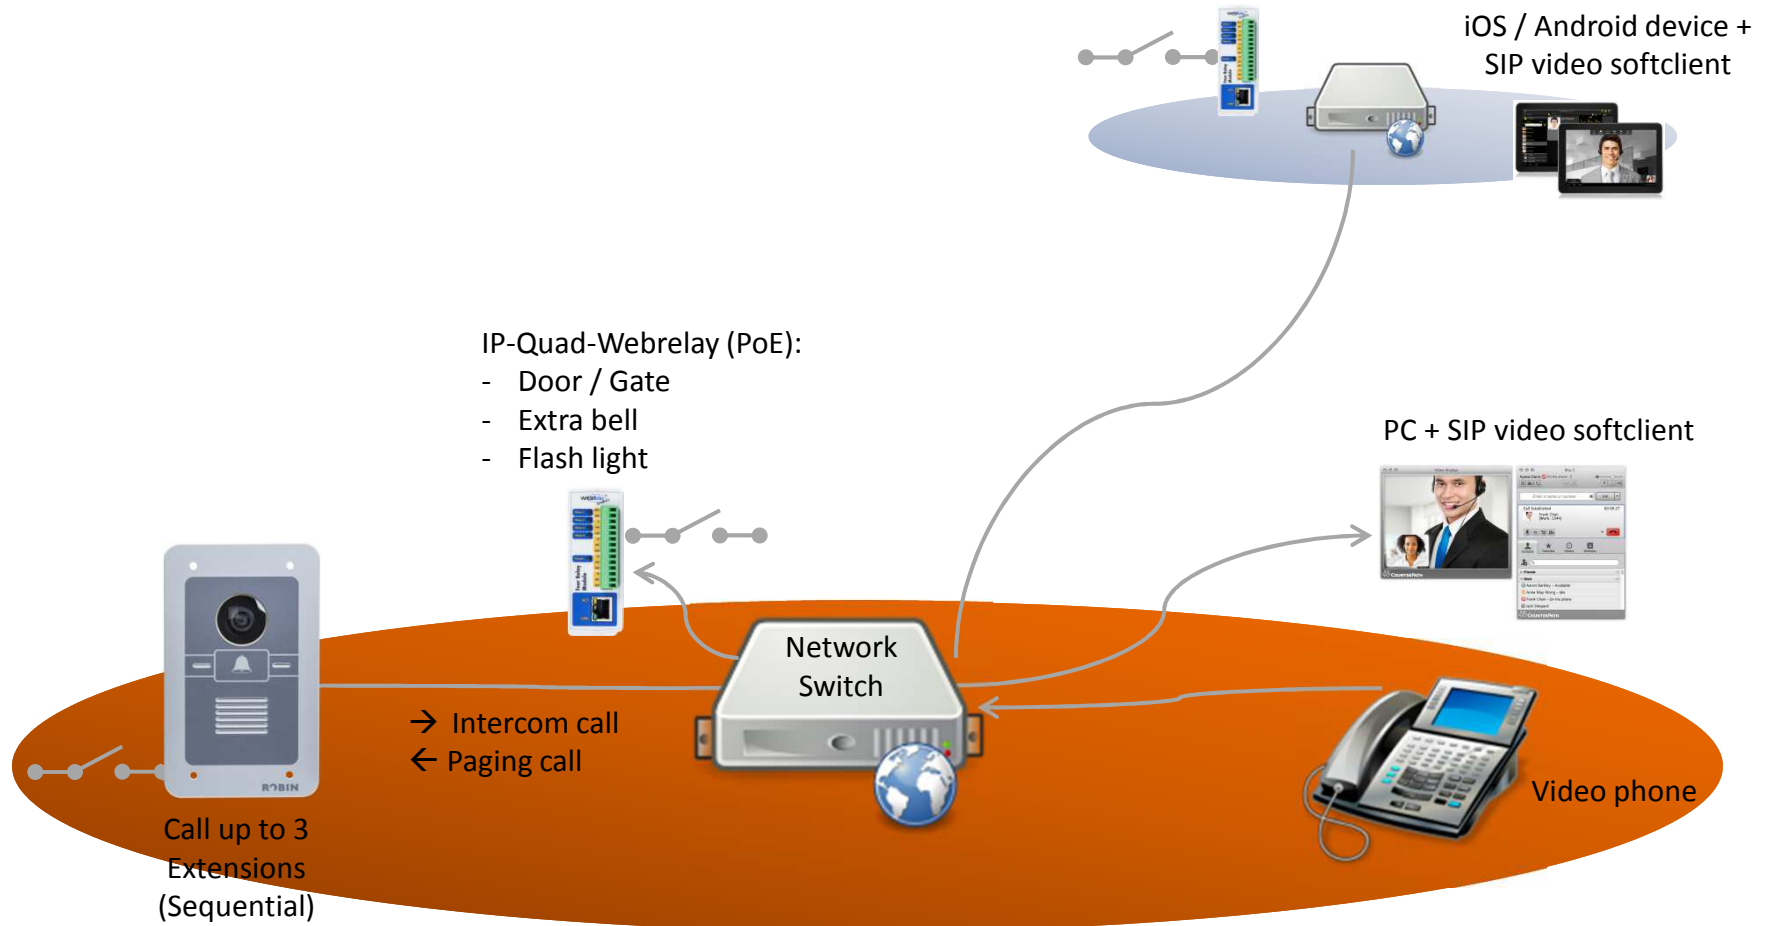 iOS / Android device +
SIP video softclient
IP-Quad-Webrelay (PoE):
- Door / Gate
- Extra bell
- Flash light
PC + SIP video softclient
Network
Switch
→ Intercom call
← Paging call
ROBIN
Call up to 3
Extensions
(Sequential)
Video phone